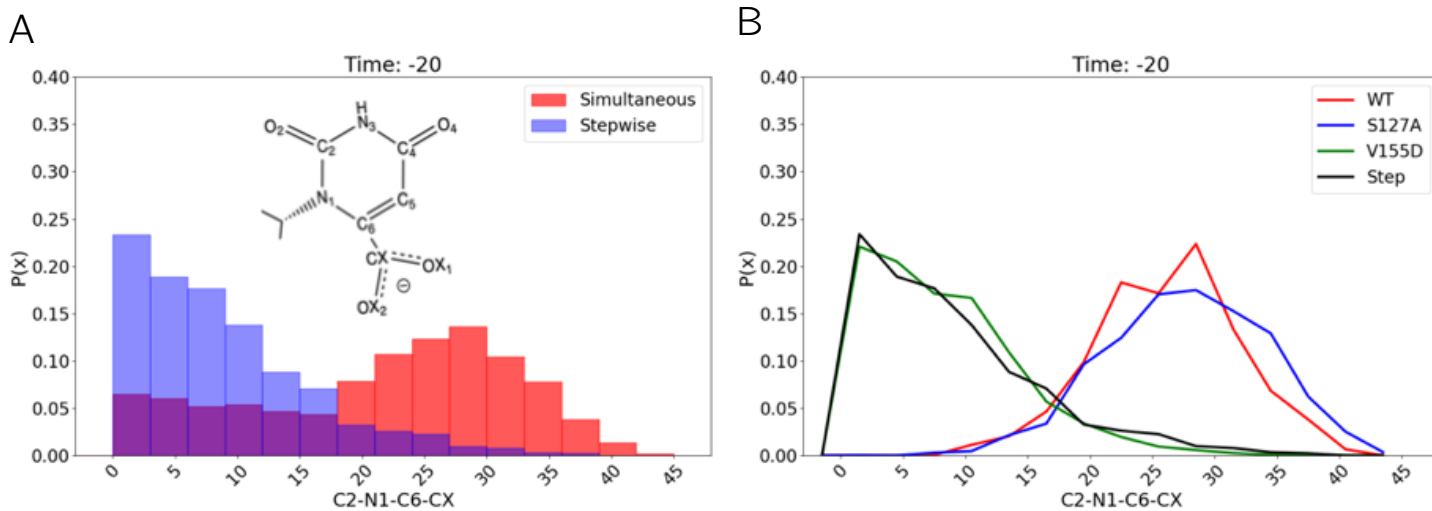 A
Time: -20
P(x)
0.40
0.35
0.30
0.25
0.20
0.15
0.10
0.05
0.00
Simultaneous
Stepwise
H
O2
N3
O4
C2
C4
N1
C5
C6
CX
OX1
⊖
OX2
0
5
10
15
20
25
30
35
40
45
C2-N1-C6-CX
B
Time: -20
P(x)
0.40
0.35
0.30
0.25
0.20
0.15
0.10
0.05
0.00
WT
S127A
V155D
Step
0
5
10
15
20
25
30
35
40
45
C2-N1-C6-CX